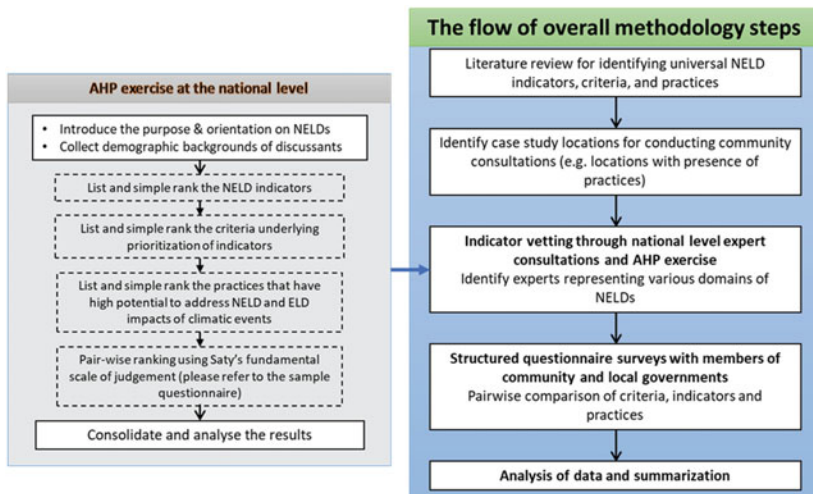 AHP exercise at the national level
• Introduce the purpose & orientation on NELDs
• Collect demographic backgrounds of discussants
List and simple rank the NELD indicators
List and simple rank the criteria underlying
prioritization of indicators
List and simple rank the practices that have
high potential to address NELD and ELD
impacts of climatic events
Pair-wise ranking using Saty's fundamental
scale of judgement (please refer to the sample
questionnaire)
Consolidate and analyse the results
The flow of overall methodology steps
Literature review for identifying universal NELD
indicators, criteria, and practices
Identify case study locations for conducting community
consultations (e.g. locations with presence of
practices)
Indicator vetting through national level expert
consultations and AHP exercise
Identify experts representing various domains of
NELDs
Structured questionnaire surveys with members of
community and local governments
Pairwise comparison of criteria, indicators and
practices
Analysis of data and summarization